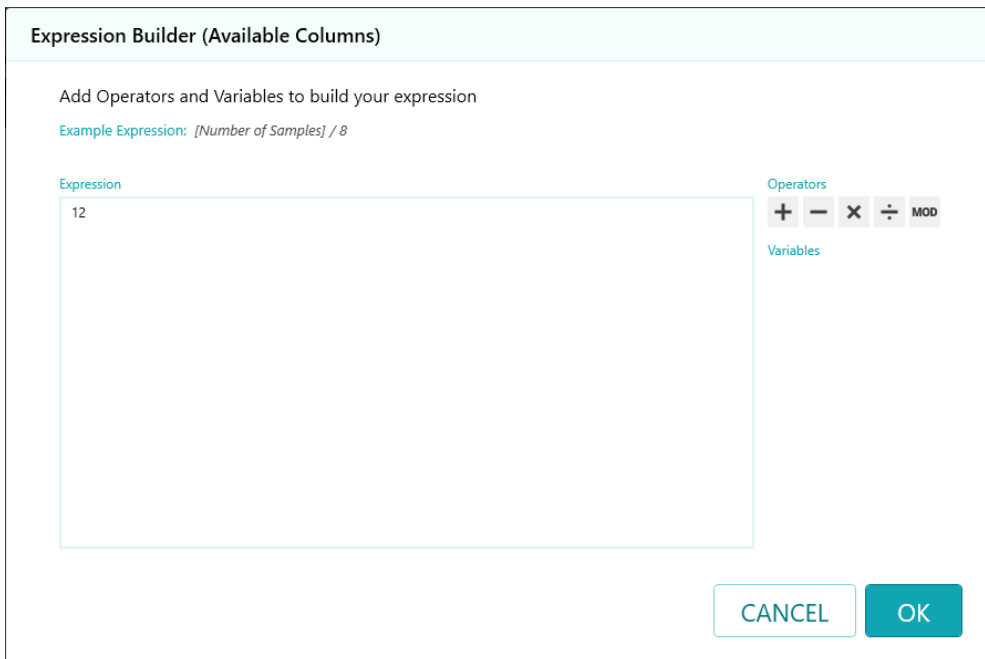 Expression Builder (Available Columns)
Add Operators and Variables to build your expression
Example Expression: [Number of Samples] / 8
Expression
12
Operators
+ − × ÷ MOD
Variables
CANCEL
OK